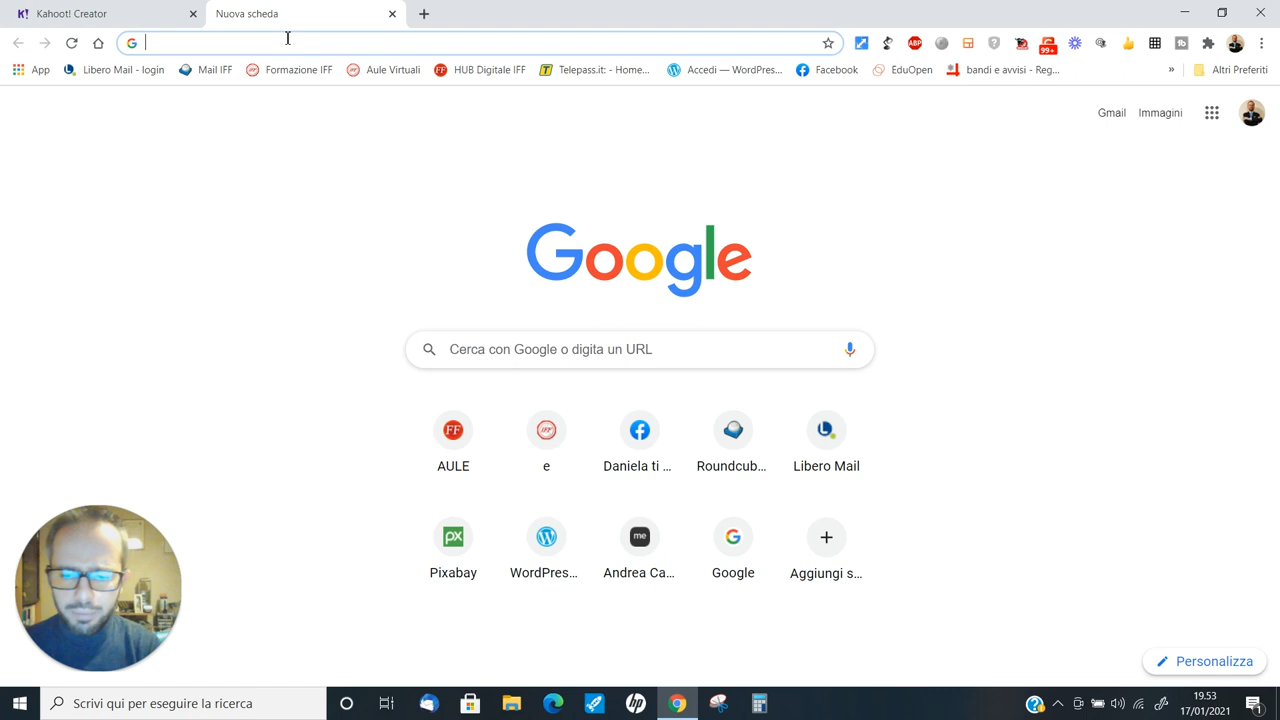 K! Kahoot! Creator
Nuova scheda
App
Libero Mail - login
Mail IFF
Formazione IFF
Aule Virtuali
HUB Digitale IFF
Telepass.it: - Home...
Accedi — WordPres...
Facebook
EduOpen
bandi e avvisi - Reg...
»
Altri Preferiti
ABP
99+
Gmail
Immagini
Google
Cerca con Google o digita un URL
AULE
e
Daniela ti ...
Roundcub...
Libero Mail
Pixabay
WordPres...
Andrea Ca...
Google
Aggiungi s...
Personalizza
Scrivi qui per eseguire la ricerca
19.53
17/01/2021